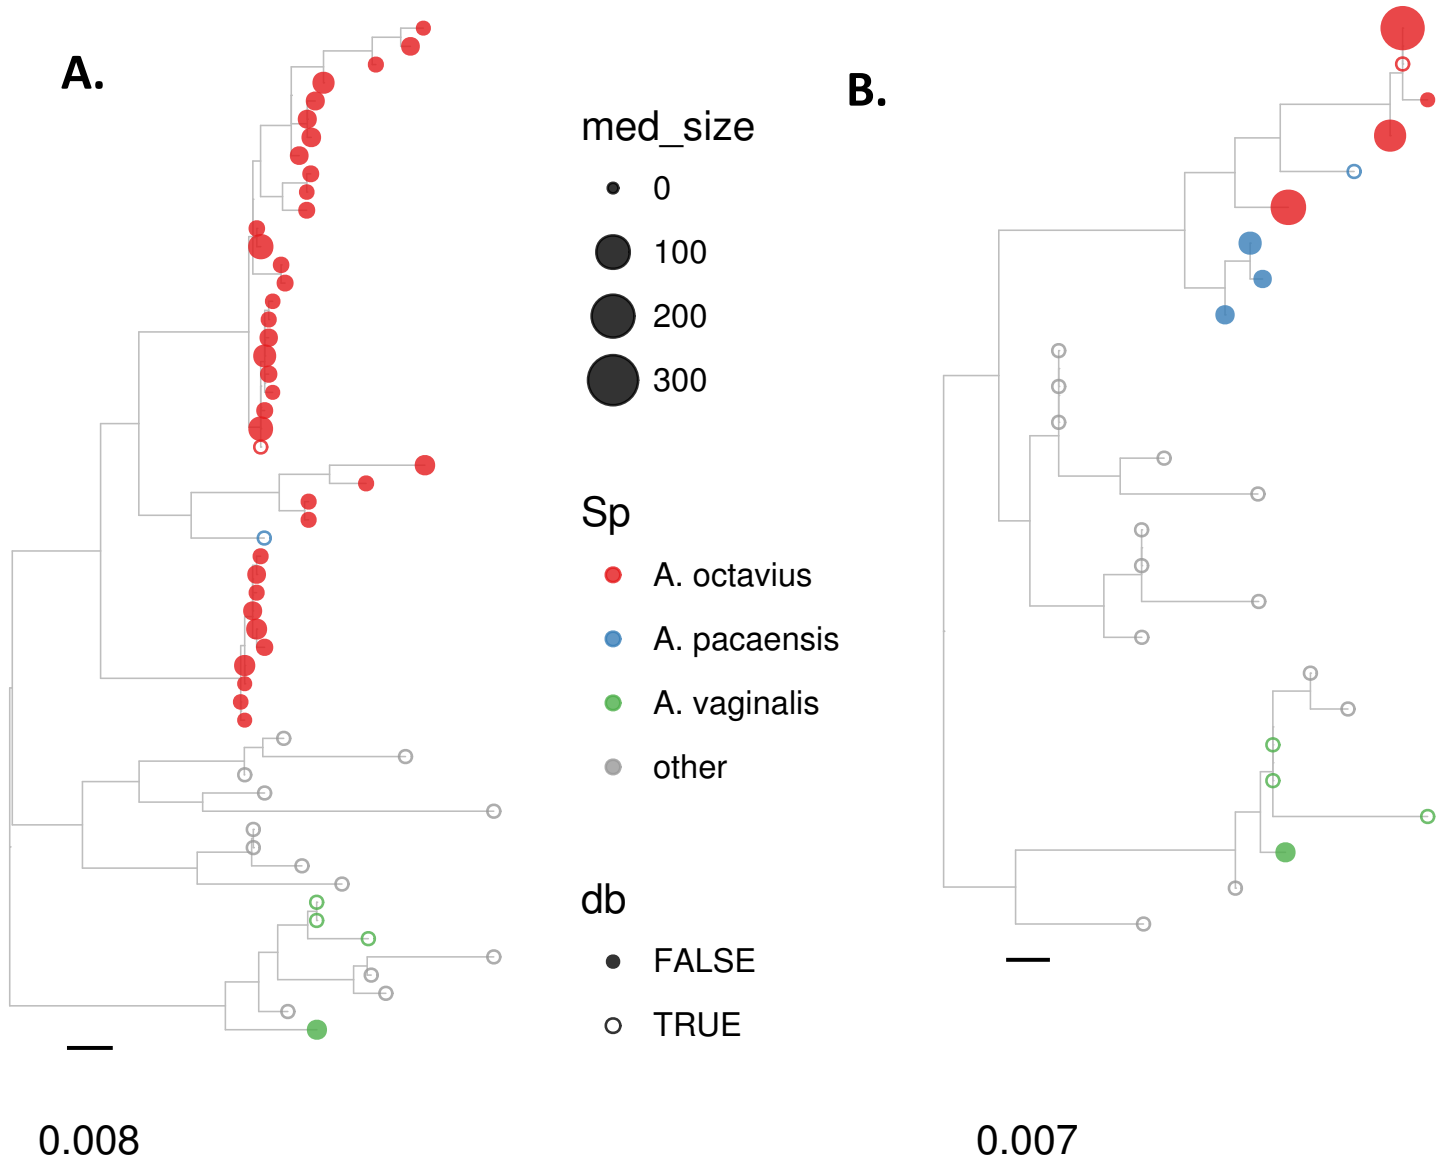 A.
B.
med_size
0
100
200
300
Sp
A. octavius
A. pacaensis
A. vaginalis
other
db
FALSE
TRUE
0.008
0.007